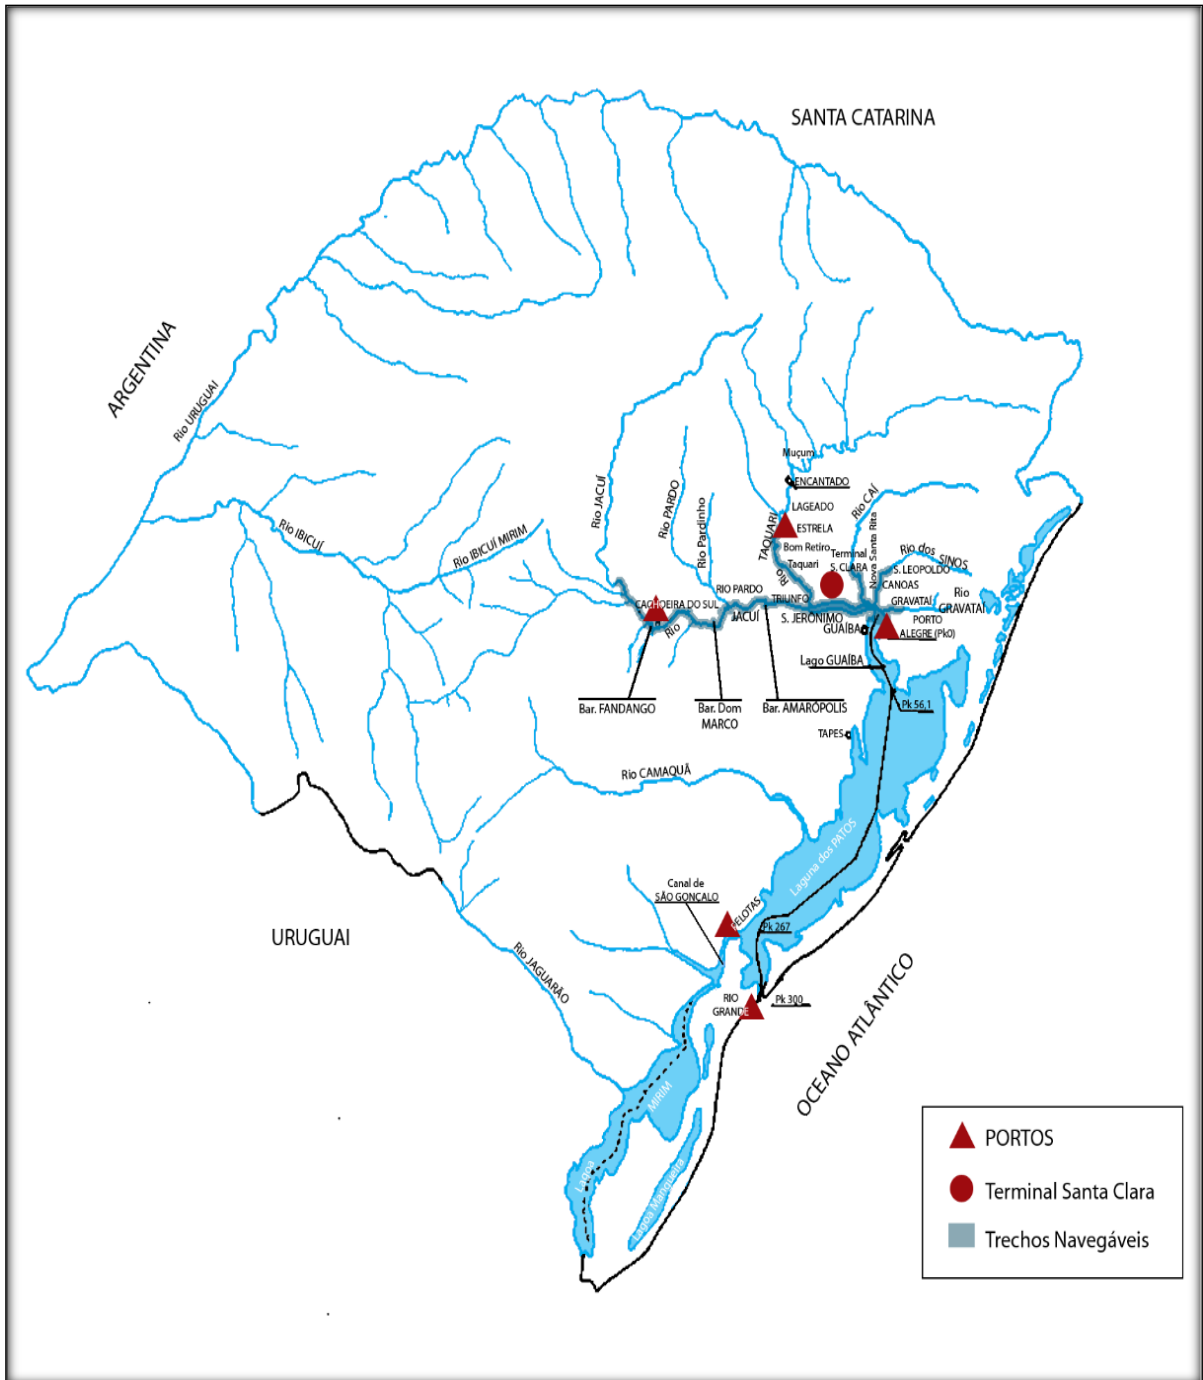 SANTA CATARINA
ARGENTINA
Rio URUGUAI
Muçum
ENCANTADO
LAGEADO
ESTRELA
TAQUARI
Rio
Bom Retiro
Taquari
Terminal
S. CLARA
Rio CAÍ
Nova Santa Rita
Rio dos SINOS
S. LEOPOLDO
CANOAS
GRAVATAÍ
Rio
GRAVATAÍ
Rio JACUÍ
Rio PARDO
Rio Pardinho
Rio IBICUÍ
Rio IBICUÍ MIRIM
RIO PARDO
TRIUNFO
CACHOEIRA DO SUL
Rio
JACUÍ
S. JERÔNIMO
GUAÍBA
PORTO
ALEGRE (Pk0)
Lago GUAÍBA
Bar. FANDANGO
Bar. Dom
MARCO
Bar. AMARÓPOLIS
Pk 56,1
TAPES
Rio CAMAQUÃ
Laguna dos PATOS
Canal de
SÃO GONÇALO
PELOTAS
Pk 267
URUGUAI
Rio JAGUARÃO
RIO
GRANDE
Pk 300
OCEANO ATLÂNTICO
Lagoa
MIRIM
Lagoa Mangueira
PORTOS
Terminal Santa Clara
Trechos Navegáveis